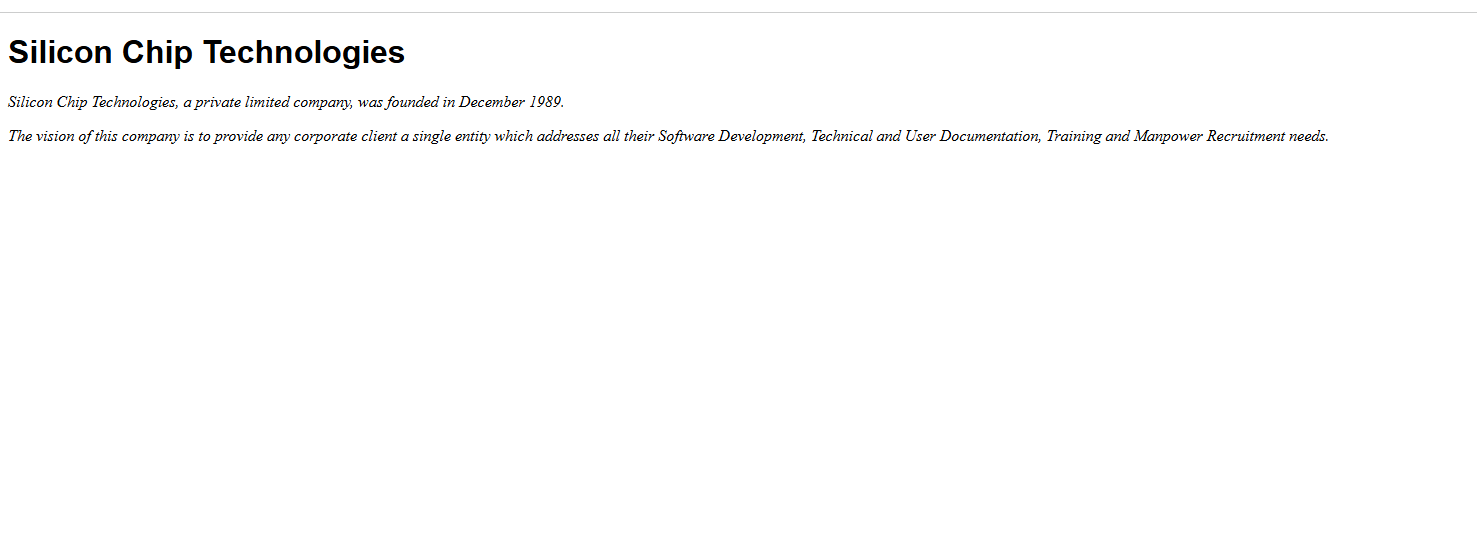 Silicon Chip Technologies
Silicon Chip Technologies, a private limited company, was founded in December 1989.
The vision of this company is to provide any corporate client a single entity which addresses all their Software Development, Technical and User Documentation, Training and Manpower Recruitment needs.